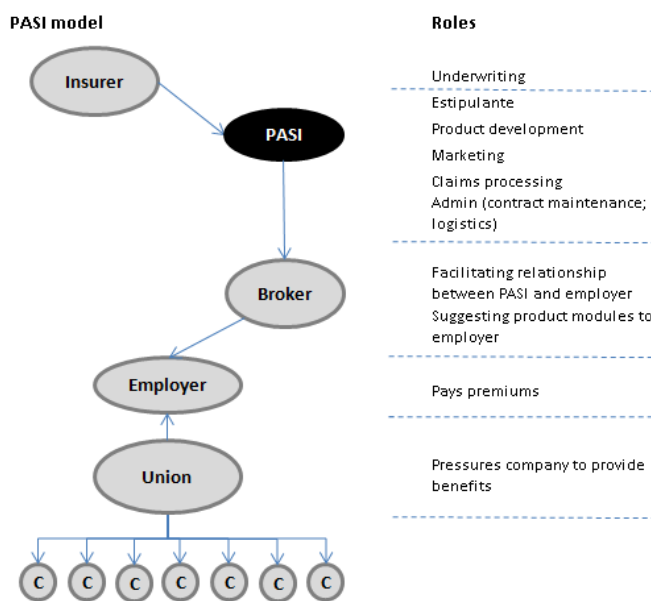 PASI model
Roles
Insurer
Underwriting
Estipulante
PASI
Product development
Marketing
Claims processing
Admin (contract maintenance;
logistics)
Broker
Facilitating relationship
between PASI and employer
Suggesting product modules to
employer
Employer
Pays premiums
Union
Pressures company to provide
benefits
C C C C C C C